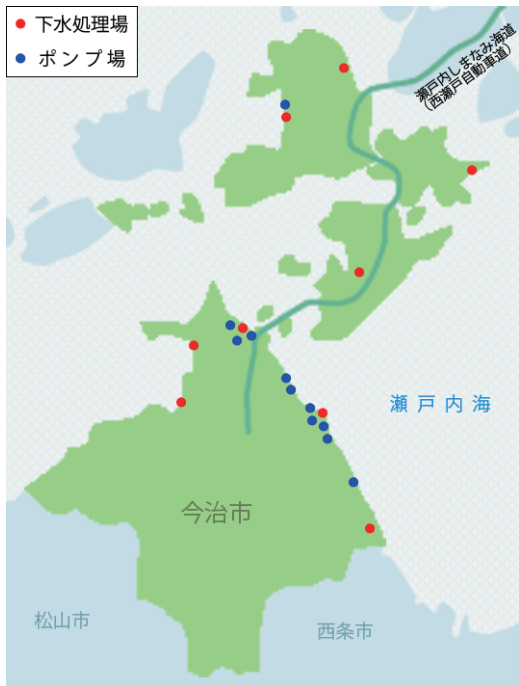 下水処理場
ポンプ場
瀬戸内しまなみ海道
(西瀬戸自動車道)
瀬戸内海
今治市
松山市
西条市